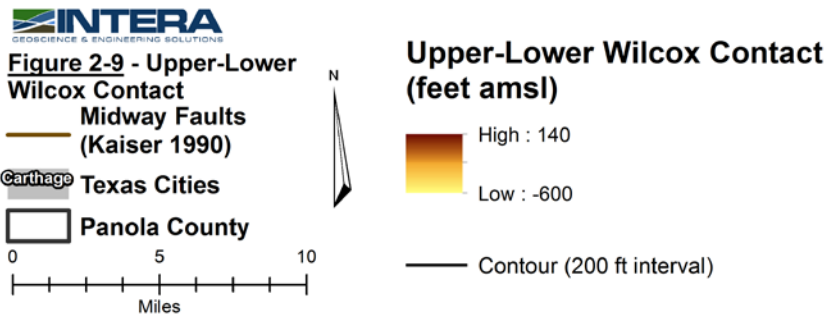 INTERA
GEOSCIENCE & ENGINEERING SOLUTIONS
Figure 2-9 - Upper-Lower
Wilcox Contact
Midway Faults
(Kaiser 1990)
Carthage Texas Cities
Panola County
0 5 10
Miles
N
Upper-Lower Wilcox Contact
(feet amsl)
High : 140
Low : -600
Contour (200 ft interval)